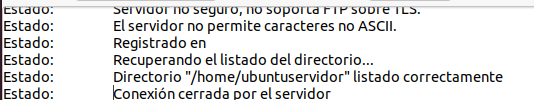 Estado: Servidor no seguro, no soporta FTP sobre TLS.
Estado: El servidor no permite caracteres no ASCII.
Estado: Registrado en
Estado: Recuperando el listado del directorio...
Estado: Directorio "/home/ubuntuservidor" listado correctamente
Estado: Conexión cerrada por el servidor